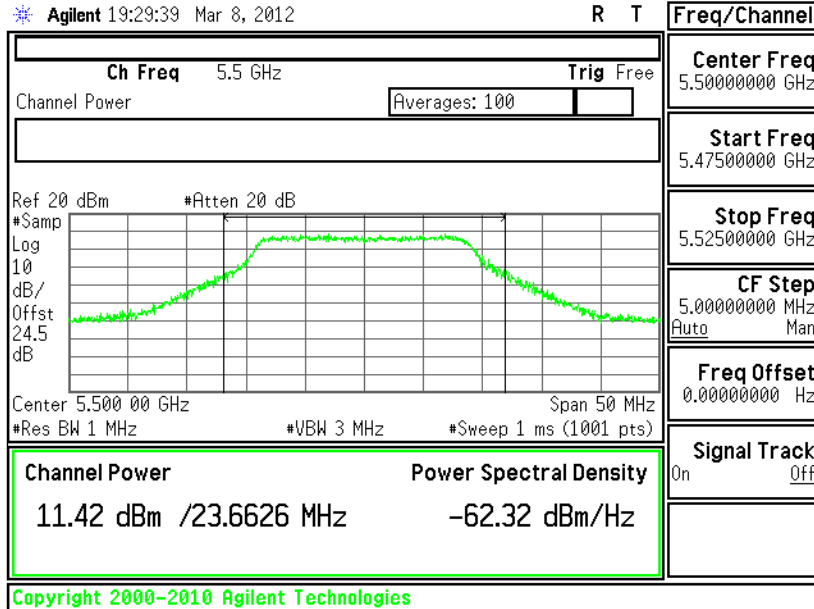 Agilent 19:29:39 Mar 8, 2012 R T
Freq/Channel
Ch Freq 5.5 GHz Trig Free
Channel Power Averages: 100
Center Freq
5.50000000 GHz
Start Freq
5.47500000 GHz
Stop Freq
5.52500000 GHz
CF Step
5.00000000 MHz
Auto Man
Freq Offset
0.00000000 Hz
Signal Track
On Off
Ref 20 dBm #Atten 20 dB
#Samp
Log
10
dB/
Offst
24.5
dB
Center 5.500 00 GHz Span 50 MHz
#Res BW 1 MHz #VBW 3 MHz #Sweep 1 ms (1001 pts)
Channel Power Power Spectral Density
11.42 dBm /23.6626 MHz -62.32 dBm/Hz
Copyright 2000-2010 Agilent Technologies